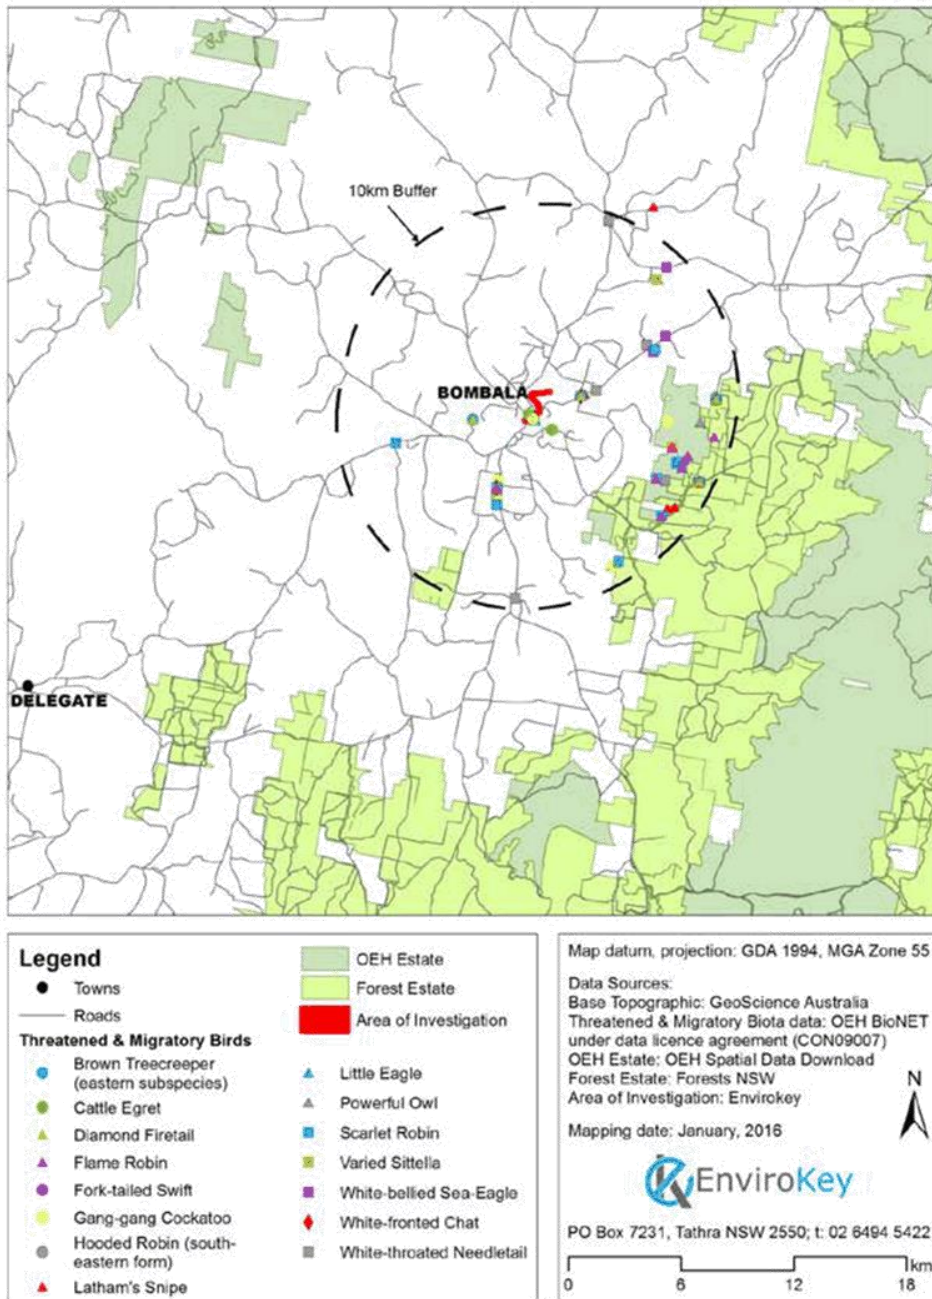 10km Buffer
BOMBALA
DELEGATE
Legend
Towns
Roads
Threatened & Migratory Birds
Brown Treecreeper
(eastern subspecies)
Cattle Egret
Diamond Firetail
Flame Robin
Fork-tailed Swift
Gang-gang Cockatoo
Hooded Robin (south-
eastern form)
Latham's Snipe
OEH Estate
Forest Estate
Area of Investigation
Little Eagle
Powerful Owl
Scarlet Robin
Varied Sittella
White-bellied Sea-Eagle
White-fronted Chat
White-throated Needletail
Map datum, projection: GDA 1994, MGA Zone 55
Data Sources:
Base Topographic: GeoScience Australia
Threatened & Migratory Biota data: OEH BioNET
under data licence agreement (CON09007)
OEH Estate: OEH Spatial Data Download
Forest Estate: Forests NSW
Area of Investigation: Envirokey
Mapping date: January, 2016
N
EnviroKey
PO Box 7231, Tathra NSW 2550; t: 02 6494 5422
km
0 6 12 18